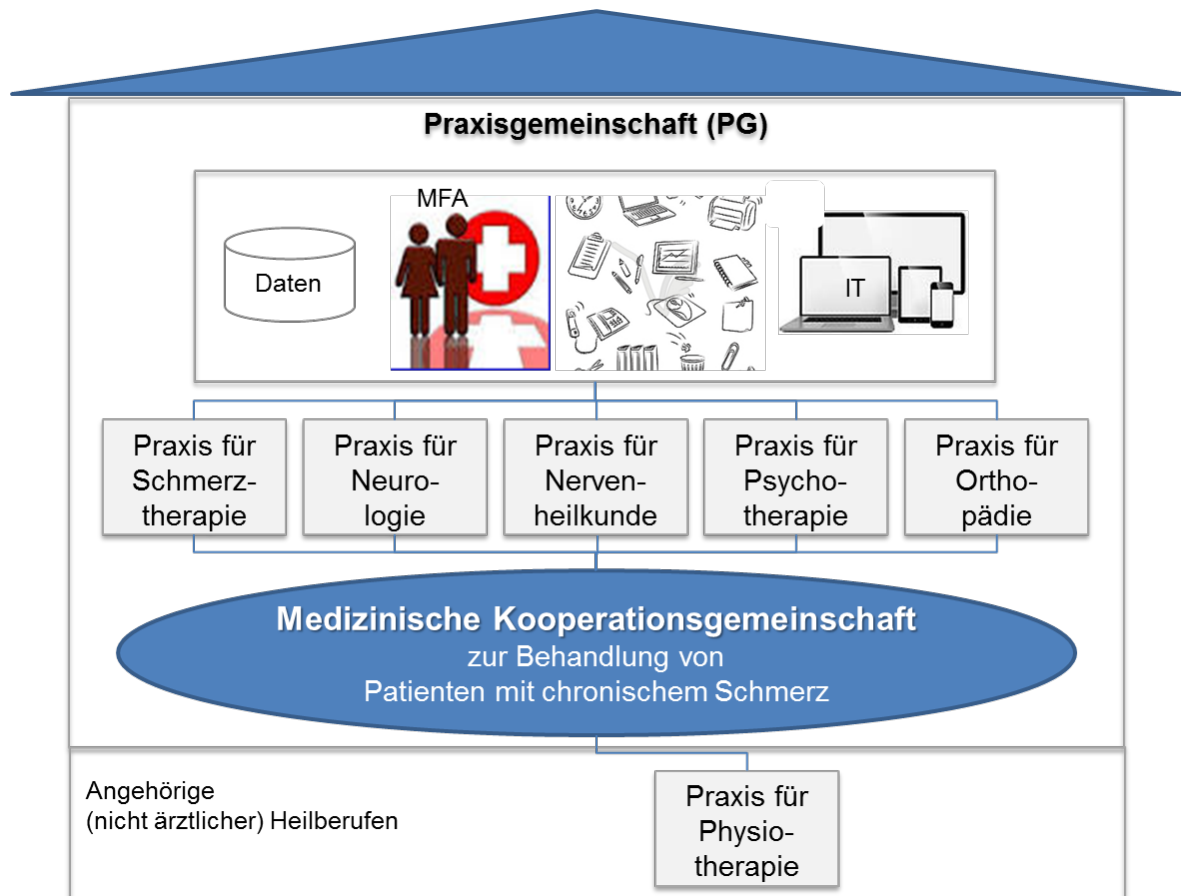 Praxisgemeinschaft (PG)
MFA
Daten
IT
Praxis für
Schmerz-
therapie
Praxis für
Neuro-
logie
Praxis für
Nerven-
heilkunde
Praxis für
Psycho-
therapie
Praxis für
Ortho-
pädie
Medizinische Kooperationsgemeinschaft
zur Behandlung von
Patienten mit chronischem Schmerz
Angehörige
(nicht ärztlicher) Heilberufen
Praxis für
Physio-
therapie